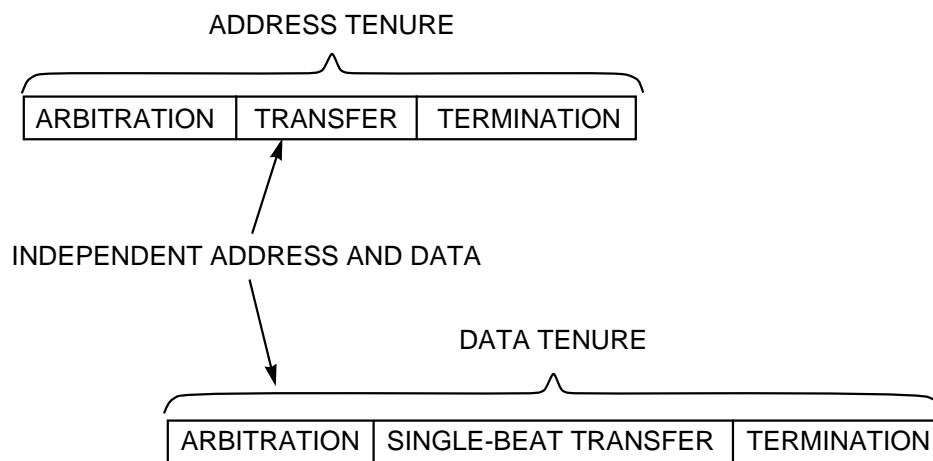 ADDRESS TENURE
ARBITRATION TRANSFER TERMINATION
INDEPENDENT ADDRESS AND DATA
DATA TENURE
ARBITRATION SINGLE-BEAT TRANSFER TERMINATION